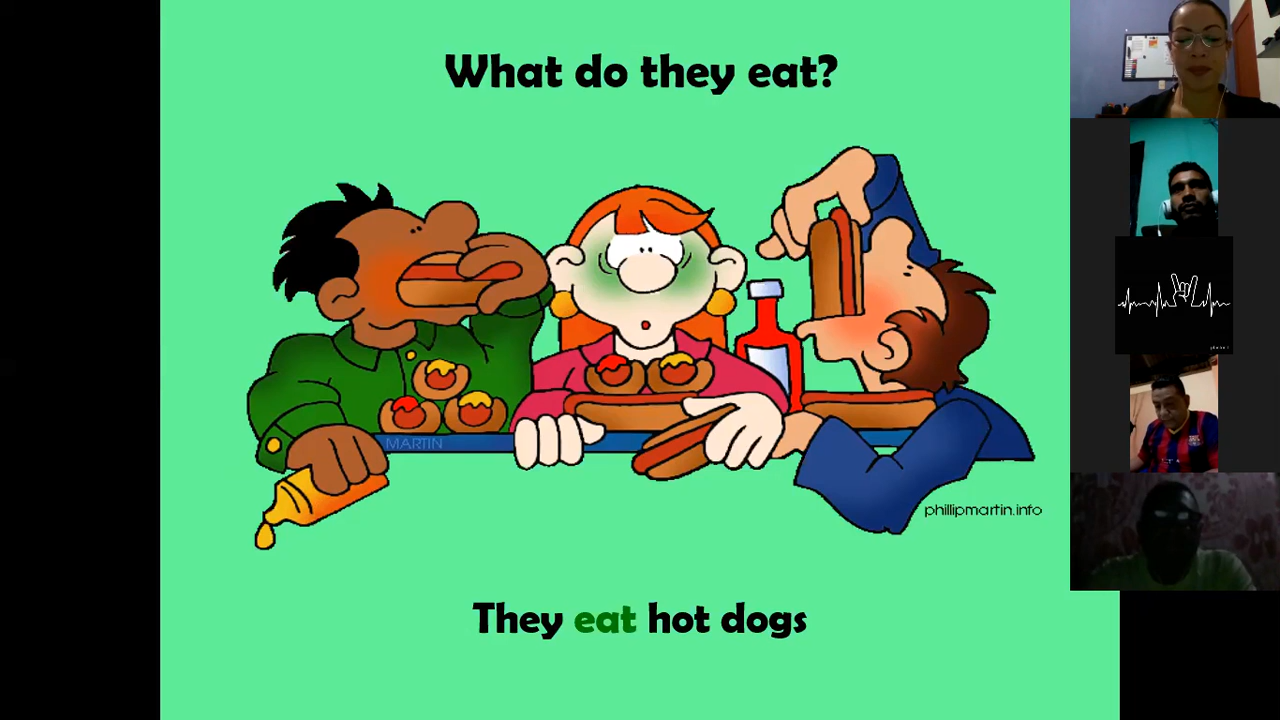 What do they eat?
MARTIN
phillipmartin.info
They eat hot dogs